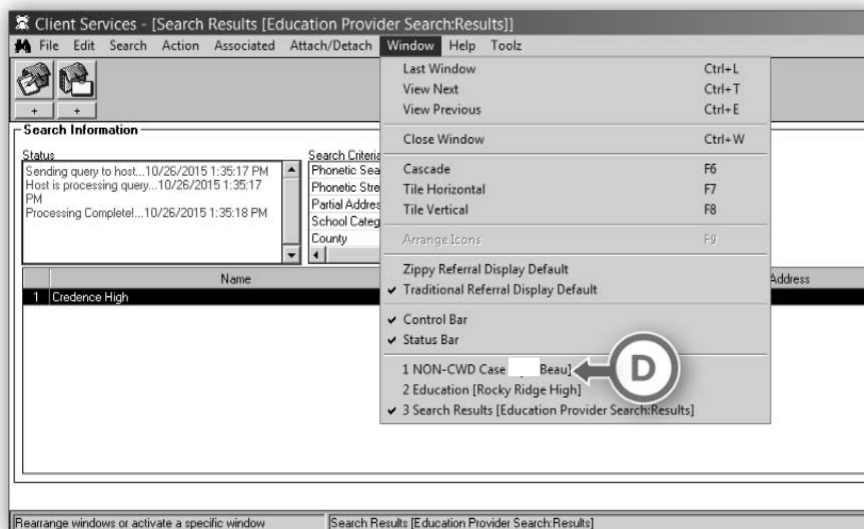 Client Services - [Search Results [Education Provider Search:Results]]
File Edit Search Action Associated Attach/Detach Window Help Toolz
+ +
Search Information
Status
Sending query to host...10/26/2015 1:35:17 PM
Host is processing query...10/26/2015 1:35:17
PM
Processing Complete!...10/26/2015 1:35:18 PM
Search Criteria
Phonetic Sea
Phonetic Stre
Partial Addres
School Categ
County
Last Window Ctrl+L
View Next Ctrl+T
View Previous Ctrl+E
Close Window Ctrl+W
Cascade F6
Tile Horizontal F7
Tile Vertical F8
Arrange Icons F9
Zippy Referral Display Default
✓ Traditional Referral Display Default
✓ Control Bar
✓ Status Bar
1 NON-CWD Case Beau]
D
2 Education [Rocky Ridge High]
✓ 3 Search Results [Education Provider Search:Results]
Name Address
1 Credence High
Rearrange windows or activate a specific window Search Results [Education Provider Search:Results]